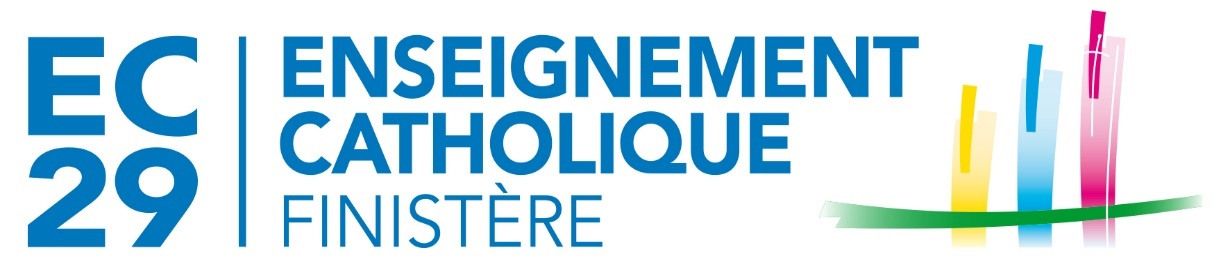 EC
29
ENSEIGNEMENT
CATHOLIQUE
FINISTÈRE